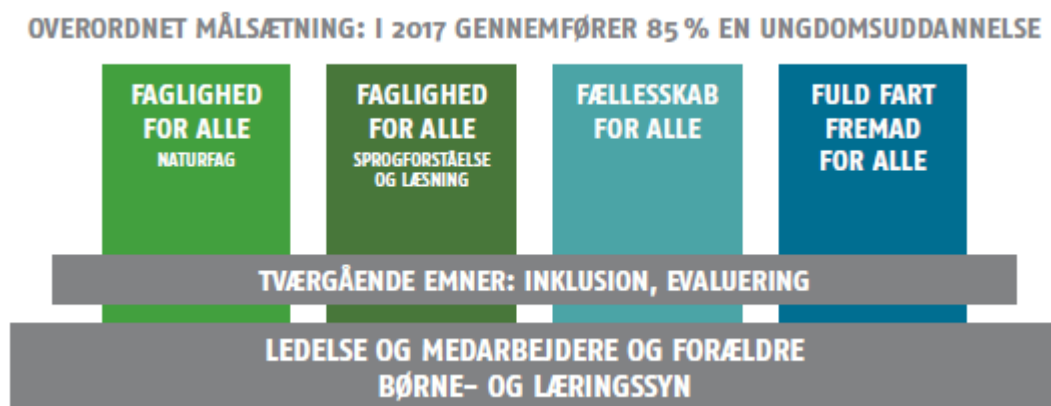 OVERORDNET MÅLSÆTNING: I 2017 GENNEMFØRER 85 % EN UNGDOMSUDDANNELSE
FAGLIGHED
FOR ALLE
NATURFAG
FAGLIGHED
FOR ALLE
SPROGFORSTÅELSE
OG LÆSNING
FÆLLESSKAB
FOR ALLE
FULD FART
FREMAD
FOR ALLE
TVÆRGÅENDE EMNER: INKLUSION, EVALUERING
LEDELSE OG MEDARBEJDERE OG FORÆLDRE
BØRNE- OG LÆRINGSSYN